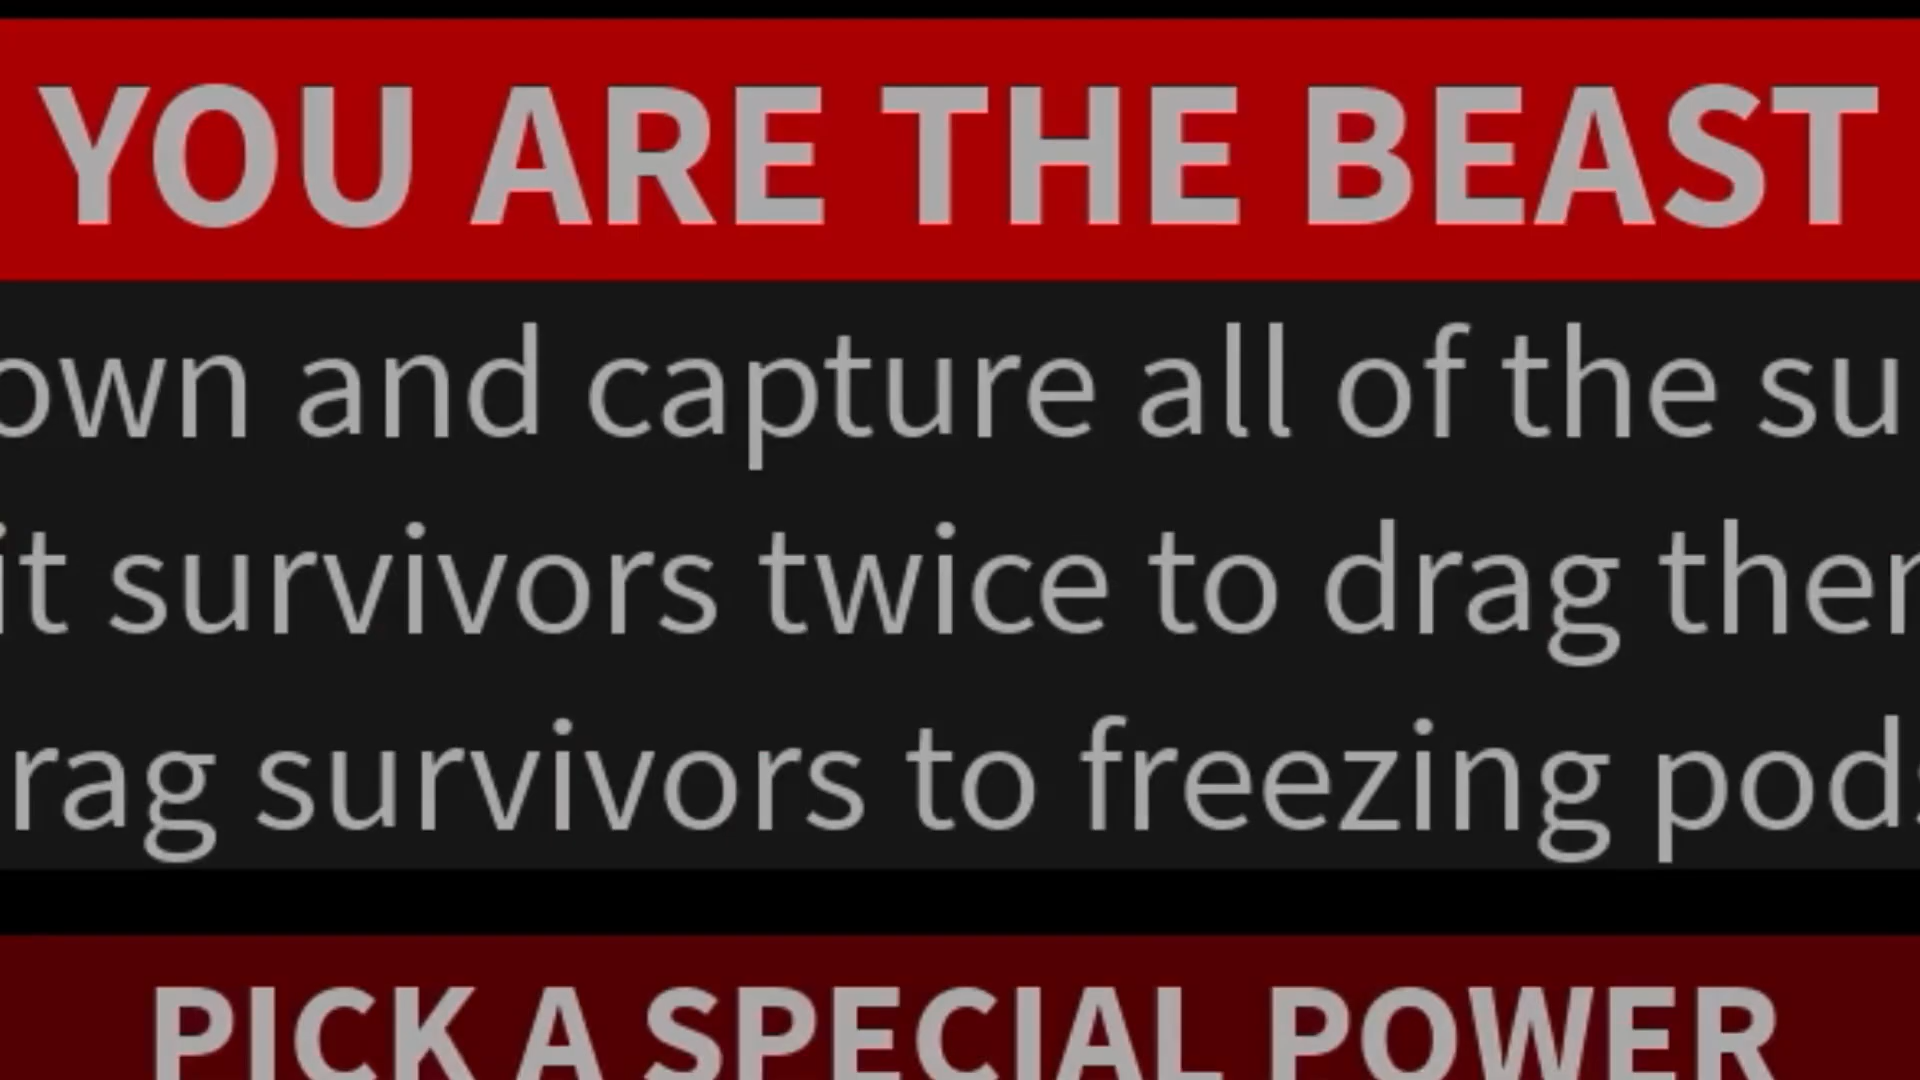 YOU ARE THE BEAST
own and capture all of the su
it survivors twice to drag
rag survivors to freezing pods
PICK A SPECIAL POWER